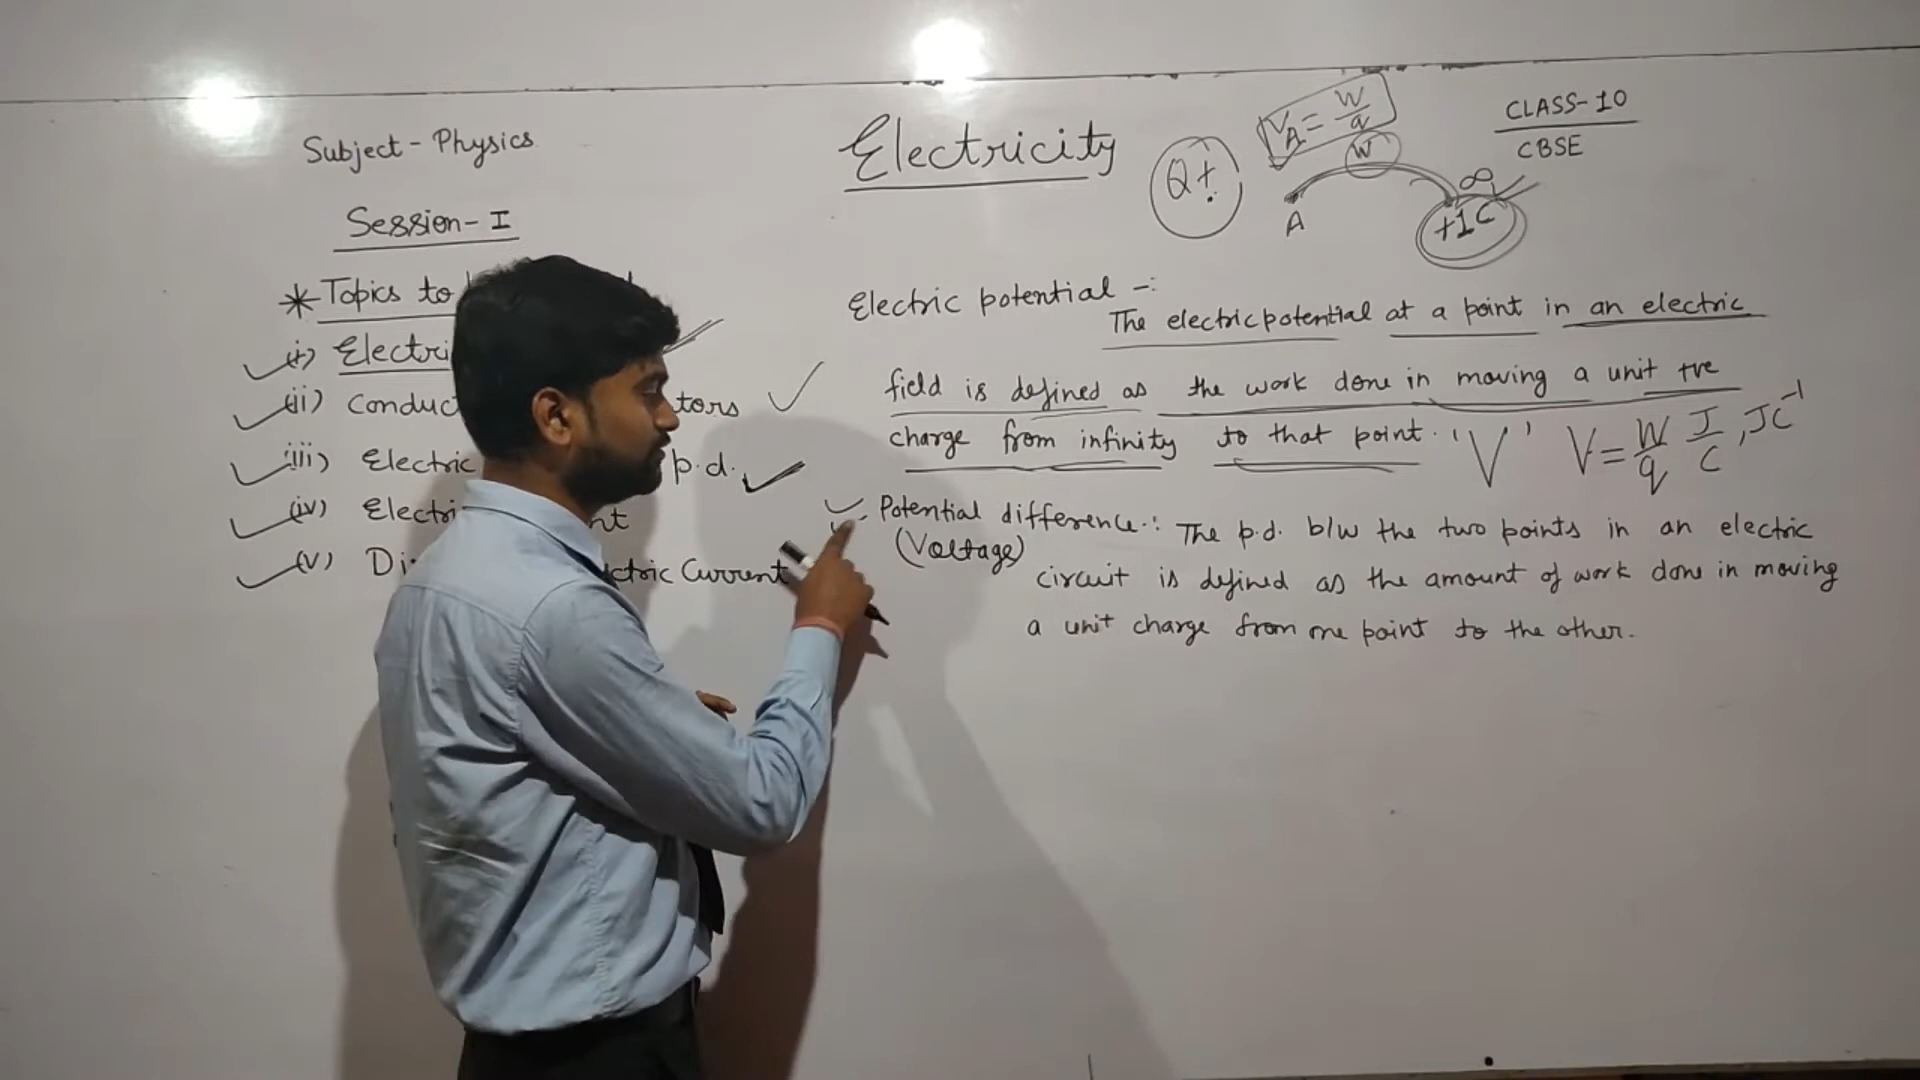 Subject - Physics
Electricity
CLASS-10
CBSE
Session - I
* Topics to
(i) Electri
(ii) Conduc tors
(iii) Electric p.d.
(iv) Electri nt
(v) Di ctric Current
Q +
V_A = W/q
W
A
∞
+1C
Electric potential -:
The electric potential at a point in an electric
field is defined as the work done in moving a unit +ve
charge from infinity to that point. 'V' V = W/q J/C, JC⁻¹
Potential difference.: The p.d. b/w the two points in an electric
(Voltage)
circuit is defined as the amount of work done in moving
a unit charge from one point to the other.